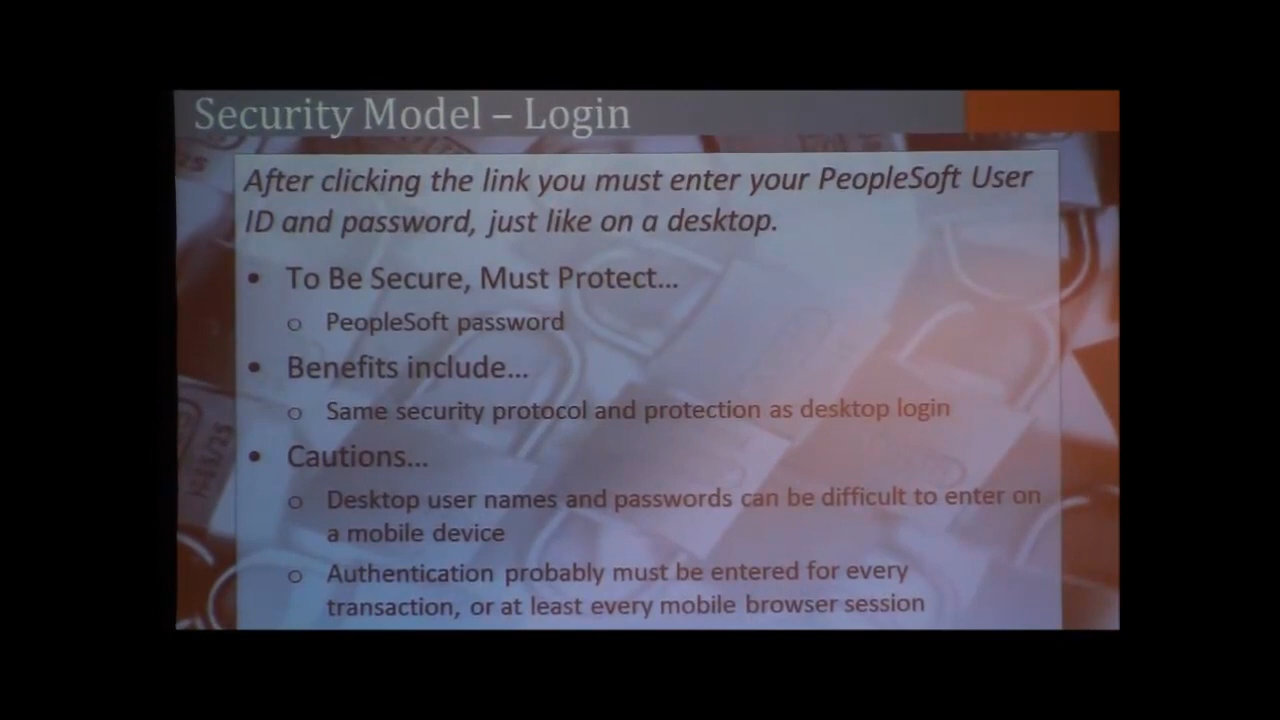 Security Model – Login
After clicking the link you must enter your PeopleSoft User
ID and password, just like on a desktop.
• To Be Secure, Must Protect...
o PeopleSoft password
• Benefits include...
o Same security protocol and protection as desktop login
• Cautions...
o Desktop user names and passwords can be difficult to enter on
a mobile device
o Authentication probably must be entered for every
transaction, or at least every mobile browser session